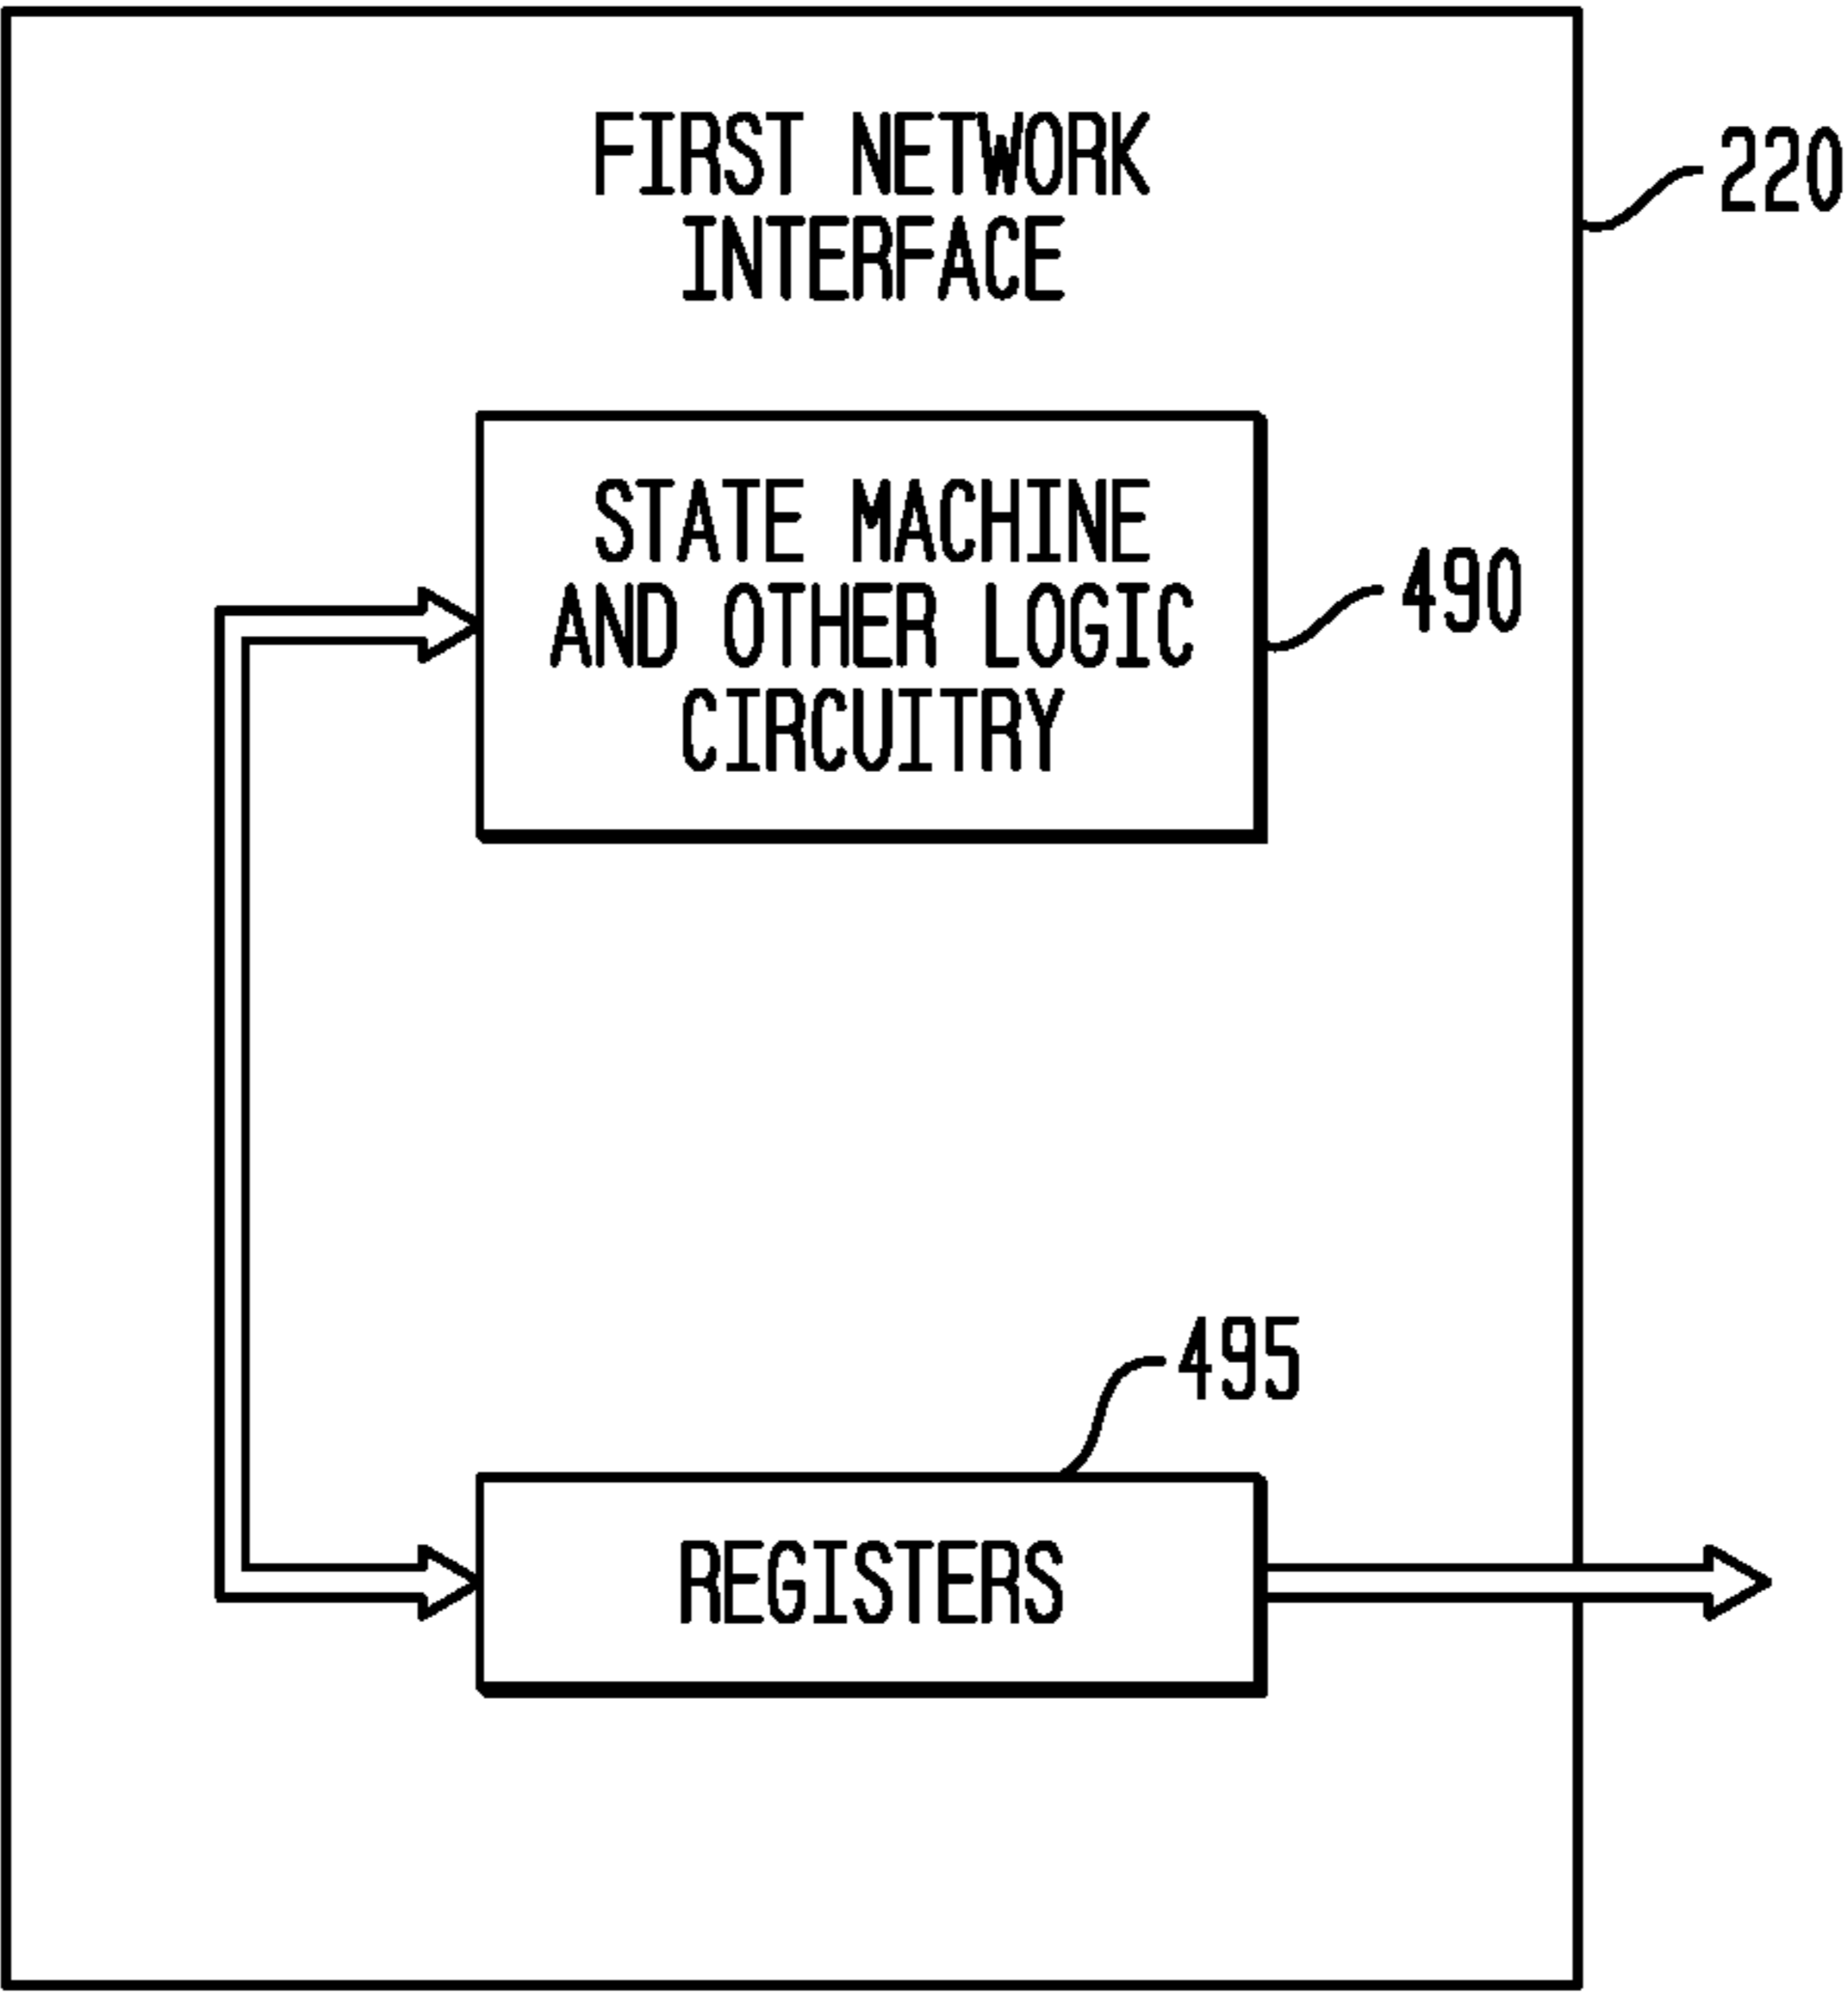 FIRST NETWORK
INTERFACE
220
STATE MACHINE
AND OTHER LOGIC
CIRCUITRY
490
495
REGISTERS